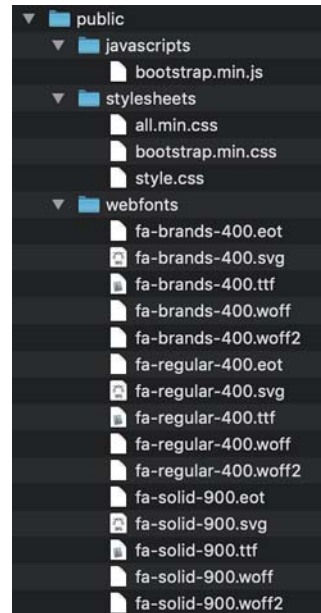 public
javascripts
bootstrap.min.js
stylesheets
all.min.css
bootstrap.min.css
style.css
webfonts
fa-brands-400.eot
fa-brands-400.svg
fa-brands-400.ttf
fa-brands-400.woff
fa-brands-400.woff2
fa-regular-400.eot
fa-regular-400.svg
fa-regular-400.ttf
fa-regular-400.woff
fa-regular-400.woff2
fa-solid-900.eot
fa-solid-900.svg
fa-solid-900.ttf
fa-solid-900.woff
fa-solid-900.woff2